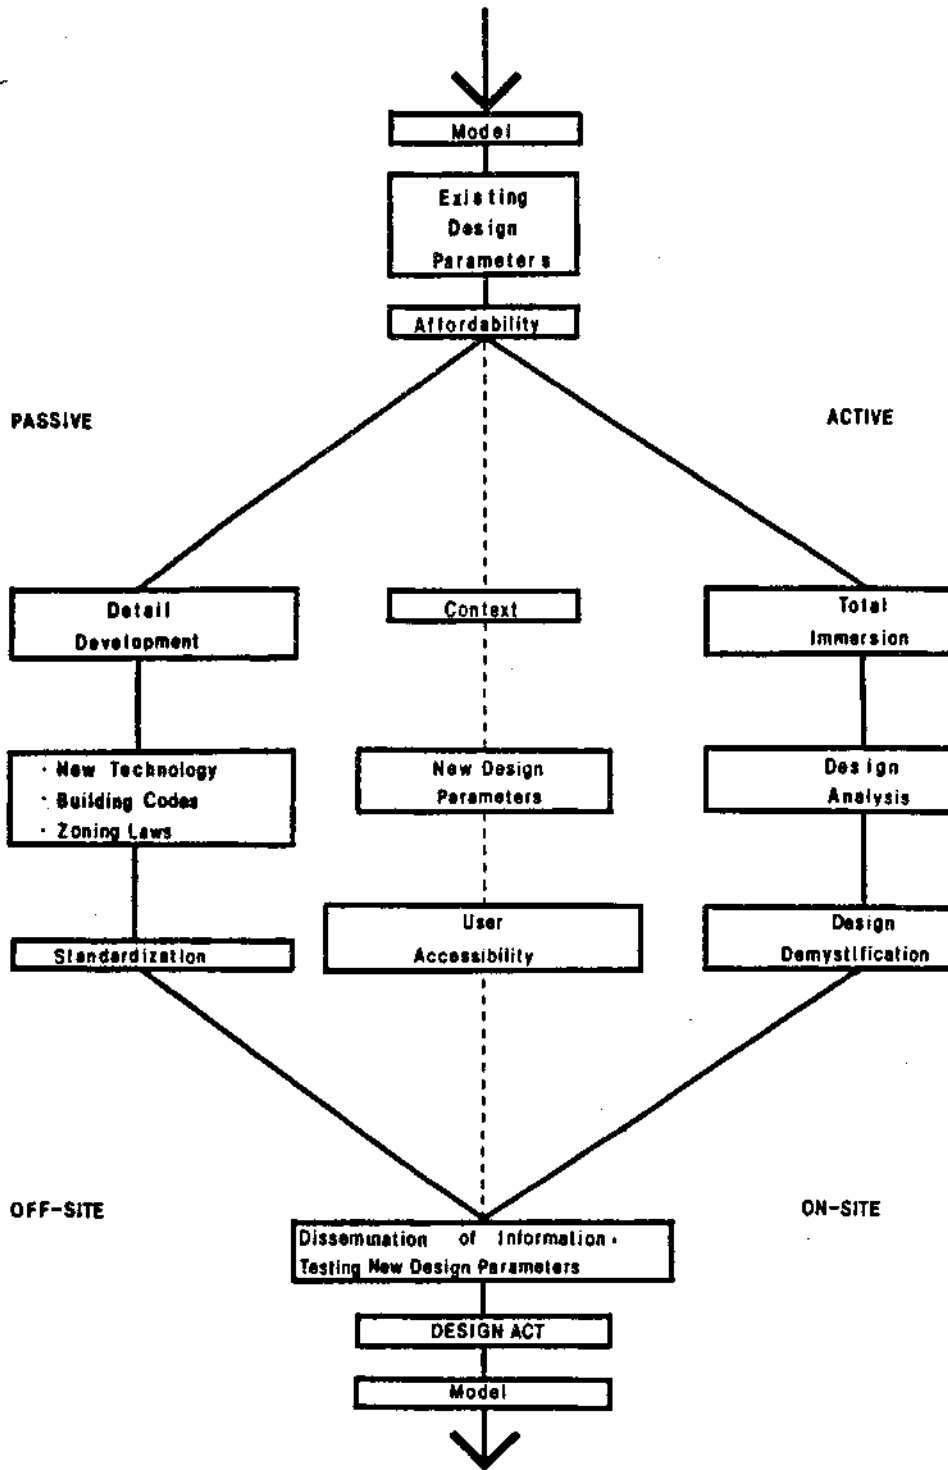 Model
Existing
Design
Parameters
Affordability
PASSIVE
ACTIVE
Detail
Development
Context
Total
Immersion
· New Technology
· Building Codes
· Zoning Laws
New Design
Parameters
Design
Analysis
Standardization
User
Accessibility
Design
Demystification
OFF-SITE
ON-SITE
Dissemination of Information·
Testing New Design Parameters
DESIGN ACT
Model